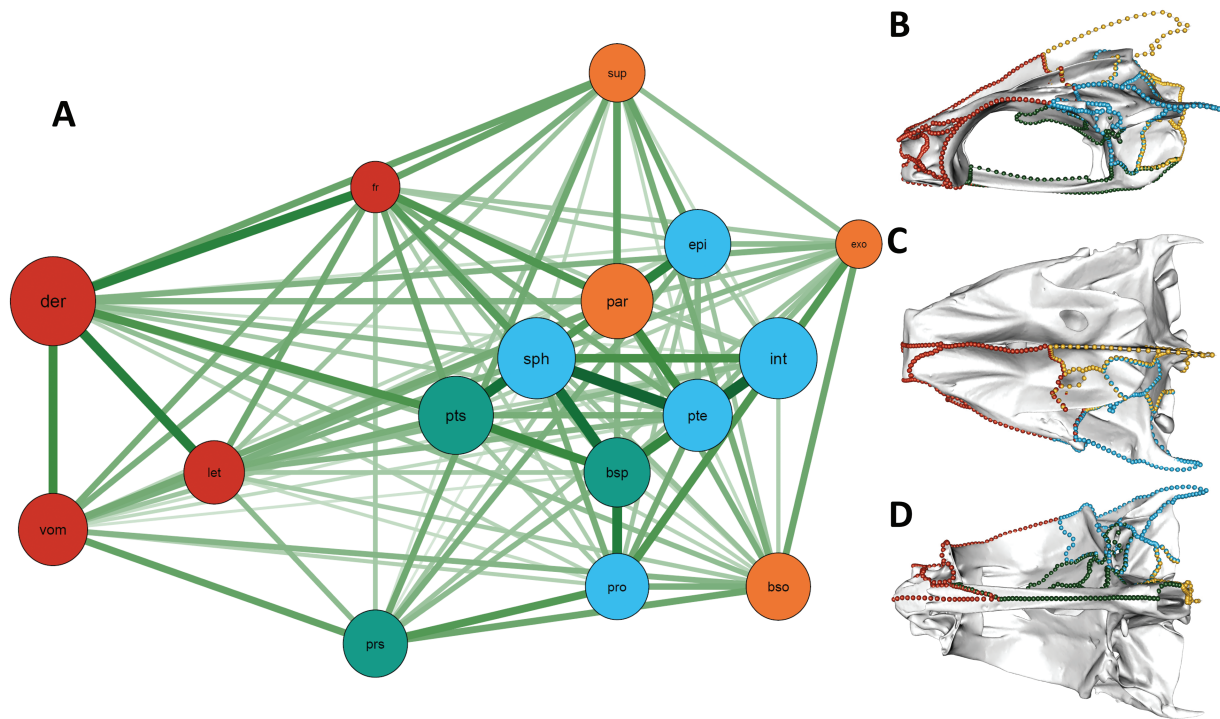 B
sup
A
fr
epi
exo
C
der
par
sph
int
pts
pte
let
bsp
D
vom
pro
bso
prs